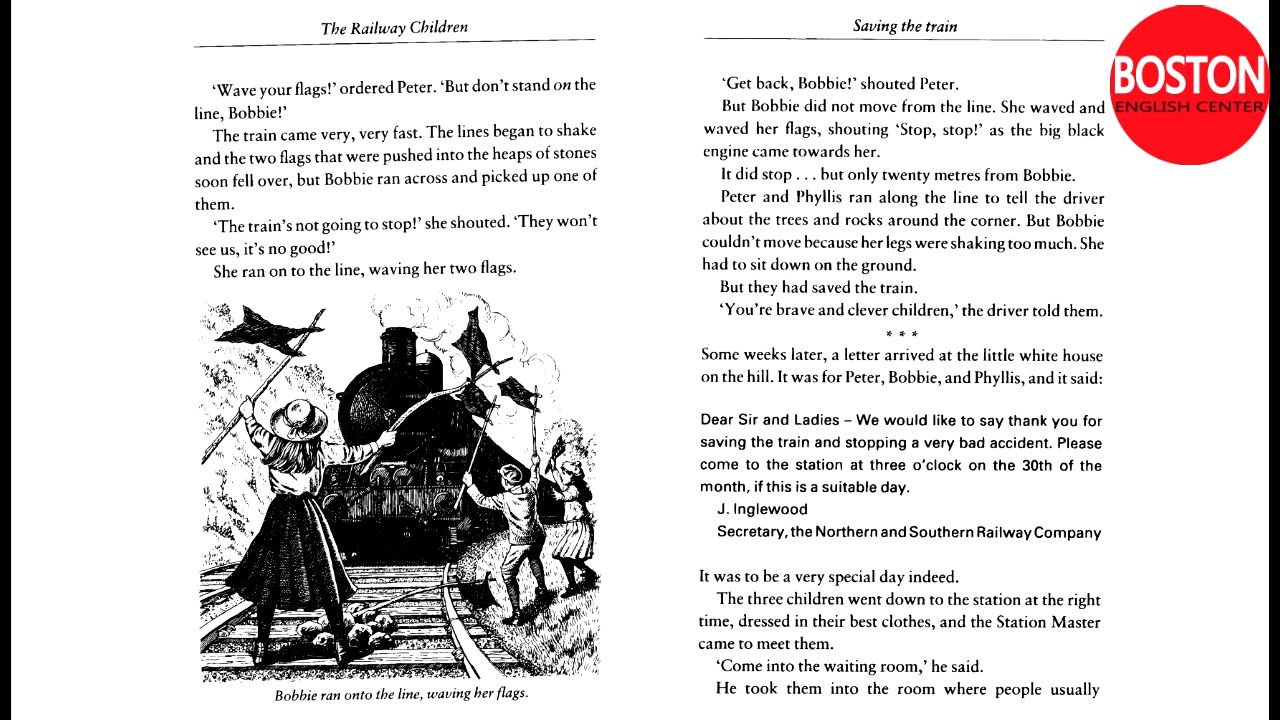 The Railway Children
‘Wave your flags!’ ordered Peter. ‘But don’t stand on the
line, Bobbie!’
The train came very, very fast. The lines began to shake
and the two flags that were pushed into the heaps of stones
soon fell over, but Bobbie ran across and picked up one of
them.
‘The train’s not going to stop!’ she shouted. ‘They won’t
see us, it’s no good!’
She ran on to the line, waving her two flags.
Bobbie ran onto the line, waving her flags.
Saving the train
‘Get back, Bobbie!’ shouted Peter.
But Bobbie did not move from the line. She waved and
waved her flags, shouting ‘Stop, stop!’ as the big black
engine came towards her.
It did stop . . . but only twenty metres from Bobbie.
Peter and Phyllis ran along the line to tell the driver
about the trees and rocks around the corner. But Bobbie
couldn’t move because her legs were shaking too much. She
had to sit down on the ground.
But they had saved the train.
‘You’re brave and clever children,’ the driver told them.
* * *
Some weeks later, a letter arrived at the little white house
on the hill. It was for Peter, Bobbie, and Phyllis, and it said:
Dear Sir and Ladies – We would like to say thank you for
saving the train and stopping a very bad accident. Please
come to the station at three o’clock on the 30th of the
month, if this is a suitable day.
J. Inglewood
Secretary, the Northern and Southern Railway Company
It was to be a very special day indeed.
The three children went down to the station at the right
time, dressed in their best clothes, and the Station Master
came to meet them.
‘Come into the waiting room,’ he said.
He took them into the room where people usually
BOSTON
ENGLISH CENTER